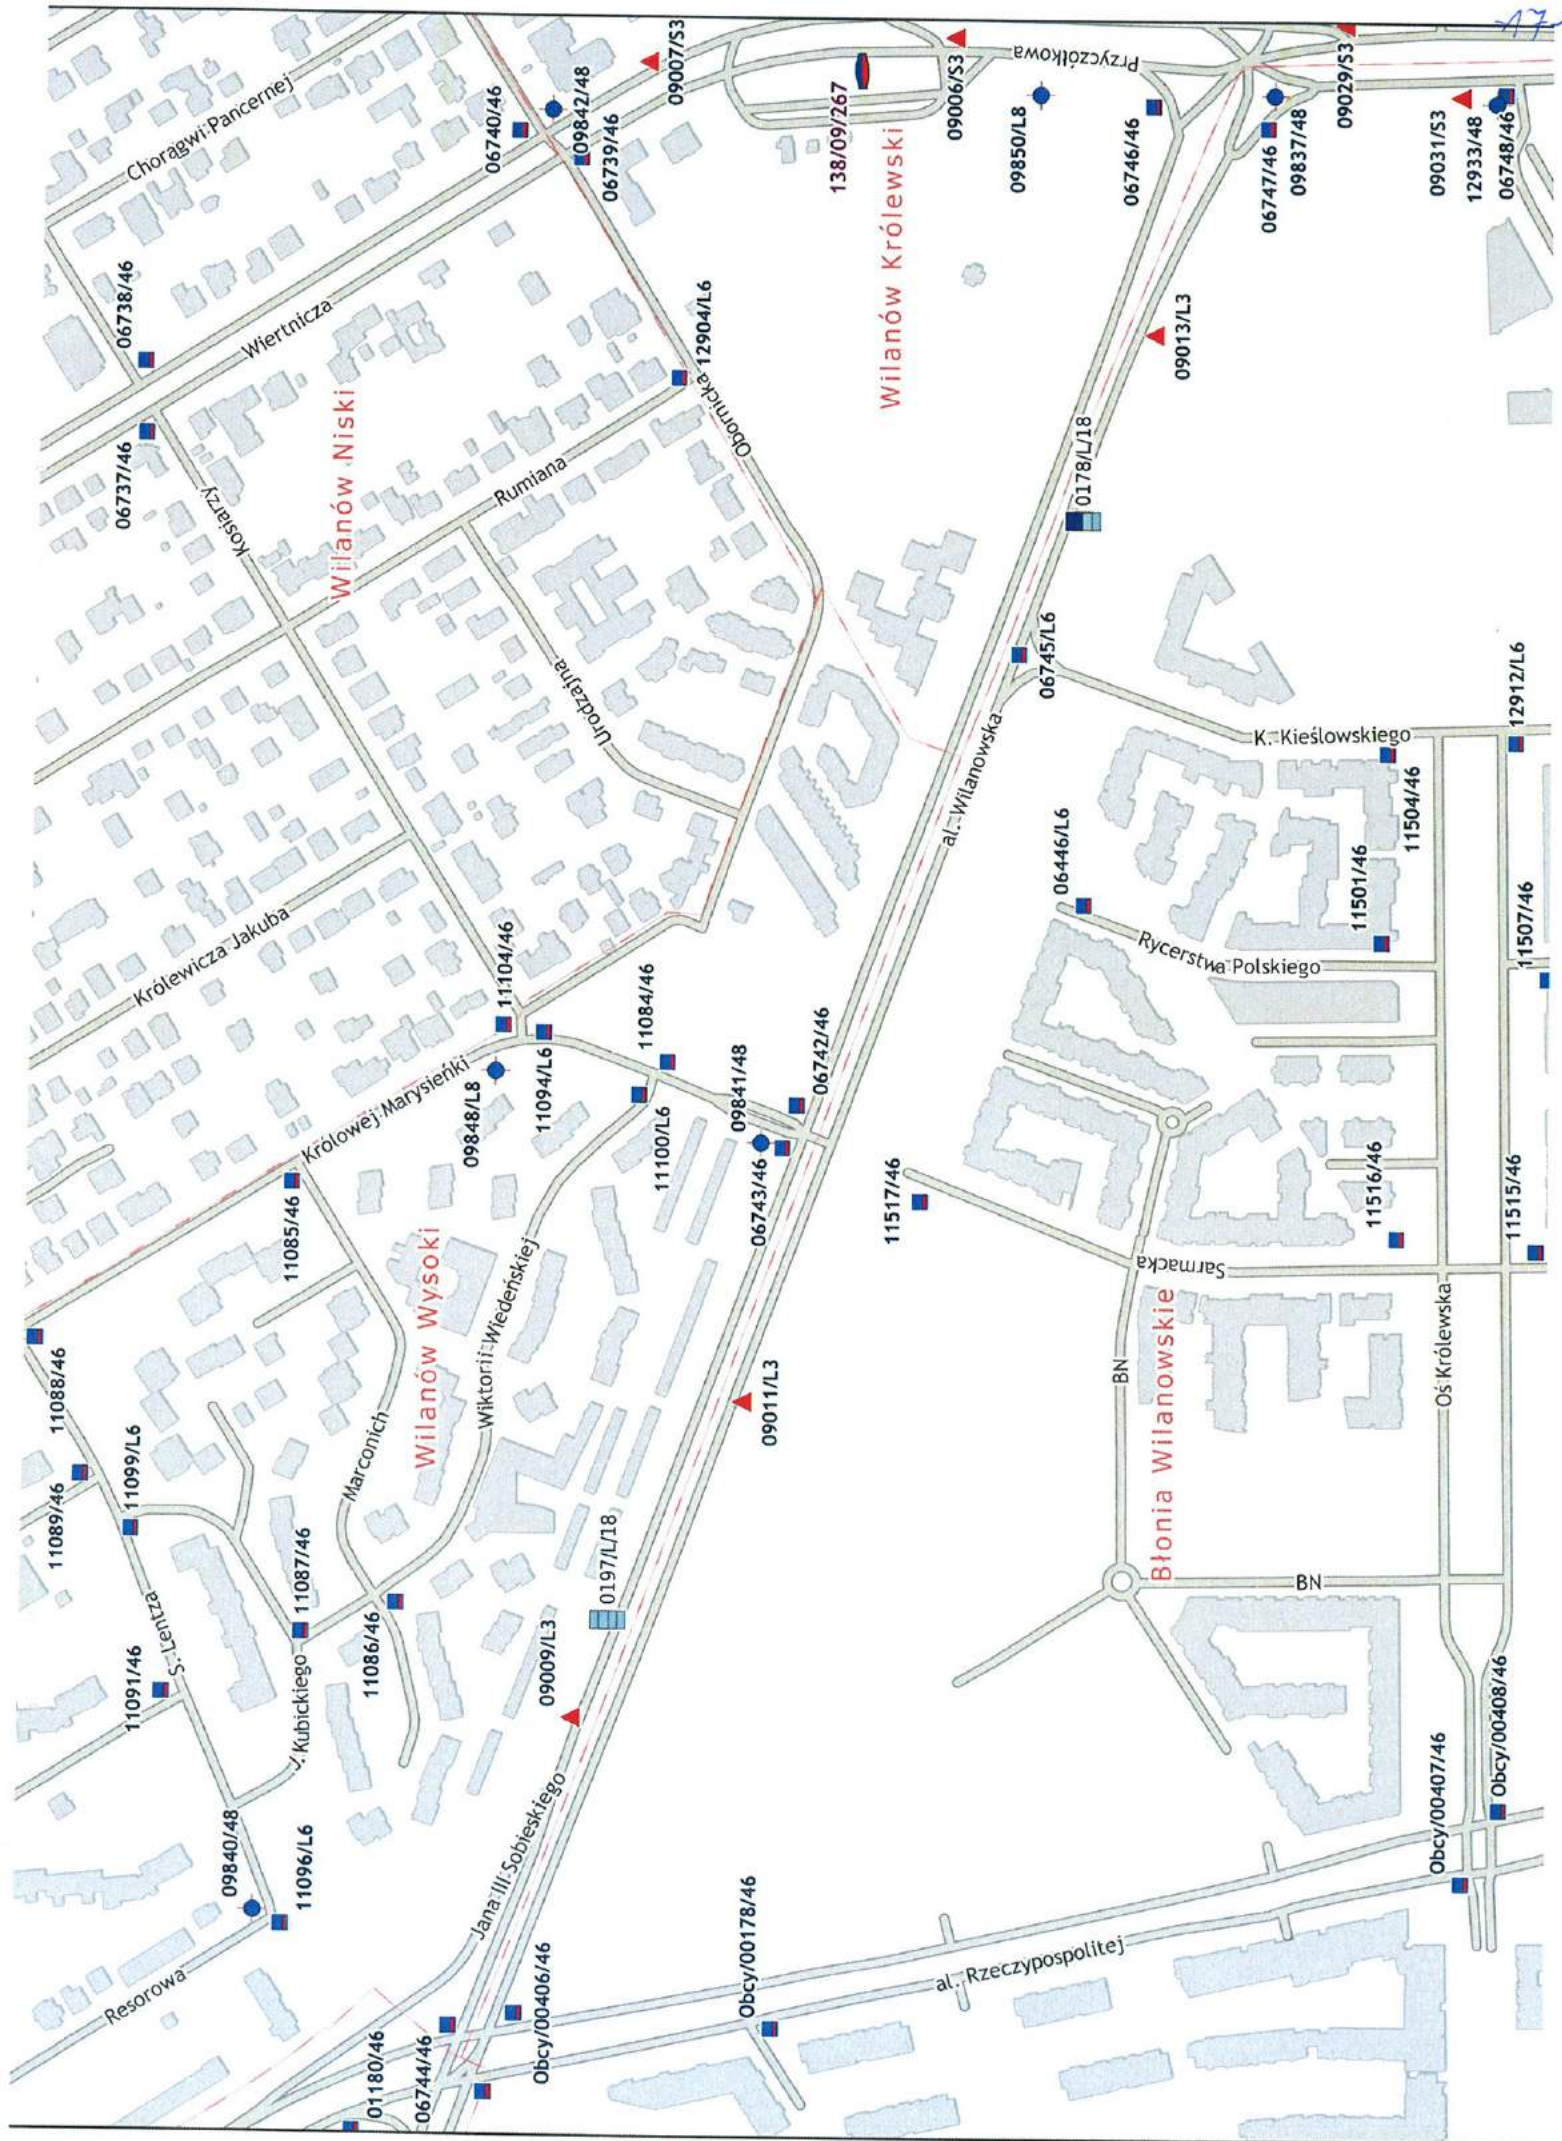 17
Chorągwi Pancernej
09007/S3
09006/S3
Przyczółkowa
09029/S3
06740/46
09842/48
06739/46
138/09/267
09850/L8
06746/46
06747/46
09837/48
09031/S3
12933/48
06748/46
Wilanów Królewski
06738/46
Wiertnicza
12904/L6
09013/L3
06737/46
Wilanów Niski
Kosiarzy
Rumiana
Obornicka
0178/L/18
Urodzajna
06745/L6
K. Kieślowskiego
12912/L6
al. Wilanowska
11504/46
06446/L6
11501/46
Królewicza Jakuba
Rycerstwa Polskiego
11507/46
11104/46
11084/46
Królowej Marysieńki
09848/L8
11094/L6
09841/48
06742/46
11100/L6
06743/46
11085/46
11517/46
11516/46
11515/46
Wilanów Wysoki
Wiktorii Wiedeńskiej
Sarmacka
Błonia Wilanowskie
Oś Królewska
11088/46
11099/L6
Marconich
09011/L3
BN
11089/46
11087/46
0197/L/18
BN
11091/46
S. Lentza
J. Kubickiego
11086/46
09009/L3
Obcy/00408/46
Obcy/00407/46
09840/48
11096/L6
Jana III Sobieskiego
Obcy/00178/46
al. Rzeczypospolitej
Resorowa
01180/46
06744/46
Obcy/00406/46